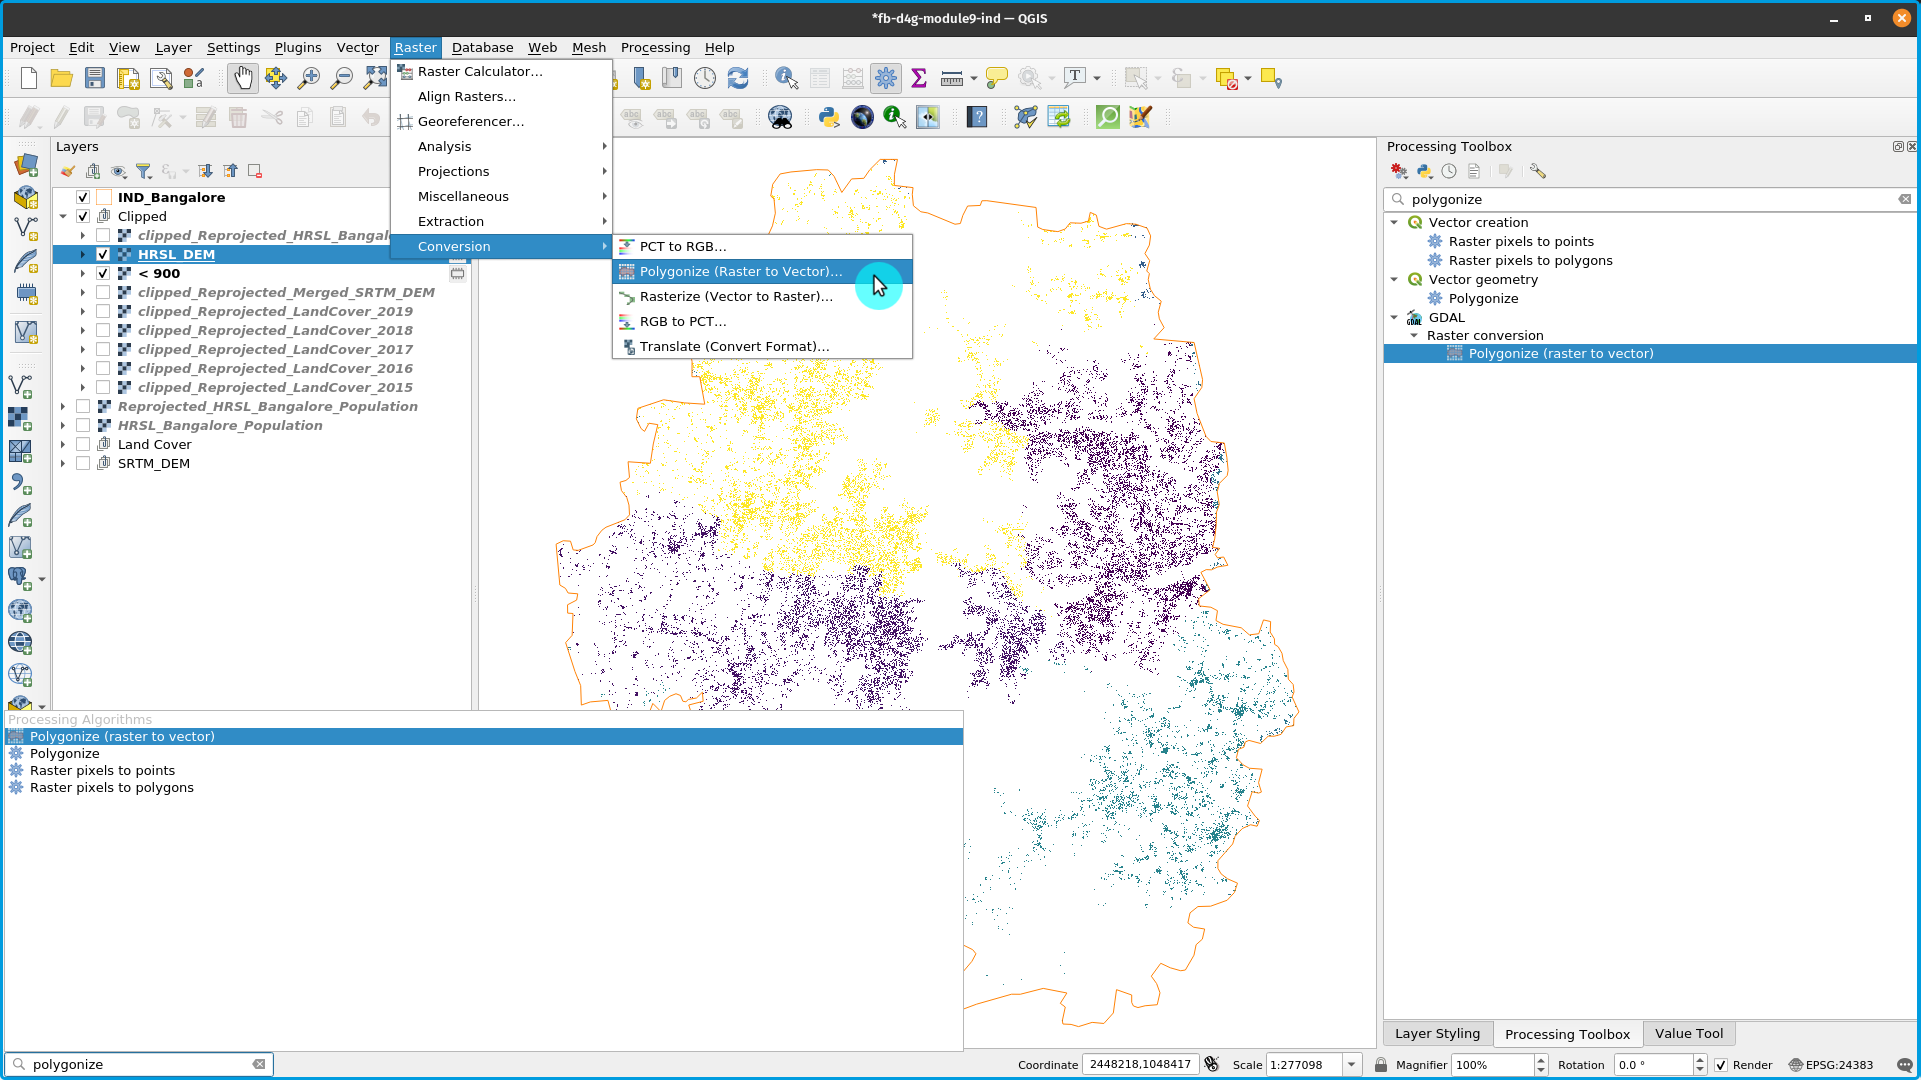 *fb-d4g-module9-ind — QGIS
Project Edit View Layer Settings Plugins Vector Raster Database Web Mesh Processing Help
Raster Calculator...
Align Rasters...
Georeferencer...
Analysis
Projections
Miscellaneous
Extraction
Conversion
PCT to RGB...
Polygonize (Raster to Vector)...
Rasterize (Vector to Raster)...
RGB to PCT...
Translate (Convert Format)...
Layers
IND_Bangalore
Clipped
clipped_Reprojected_HRSL_Bangal
HRSL_DEM
< 900
clipped_Reprojected_Merged_SRTM_DEM
clipped_Reprojected_LandCover_2019
clipped_Reprojected_LandCover_2018
clipped_Reprojected_LandCover_2017
clipped_Reprojected_LandCover_2016
clipped_Reprojected_LandCover_2015
Reprojected_HRSL_Bangalore_Population
HRSL_Bangalore_Population
Land Cover
SRTM_DEM
Processing Algorithms
Polygonize (raster to vector)
Polygonize
Raster pixels to points
Raster pixels to polygons
Processing Toolbox
polygonize
Vector creation
Raster pixels to points
Raster pixels to polygons
Vector geometry
Polygonize
GDAL
Raster conversion
Polygonize (raster to vector)
Layer Styling Processing Toolbox Value Tool
polygonize
Coordinate 2448218,1048417 Scale 1:277098 Magnifier 100% Rotation 0.0 ° Render EPSG:24383